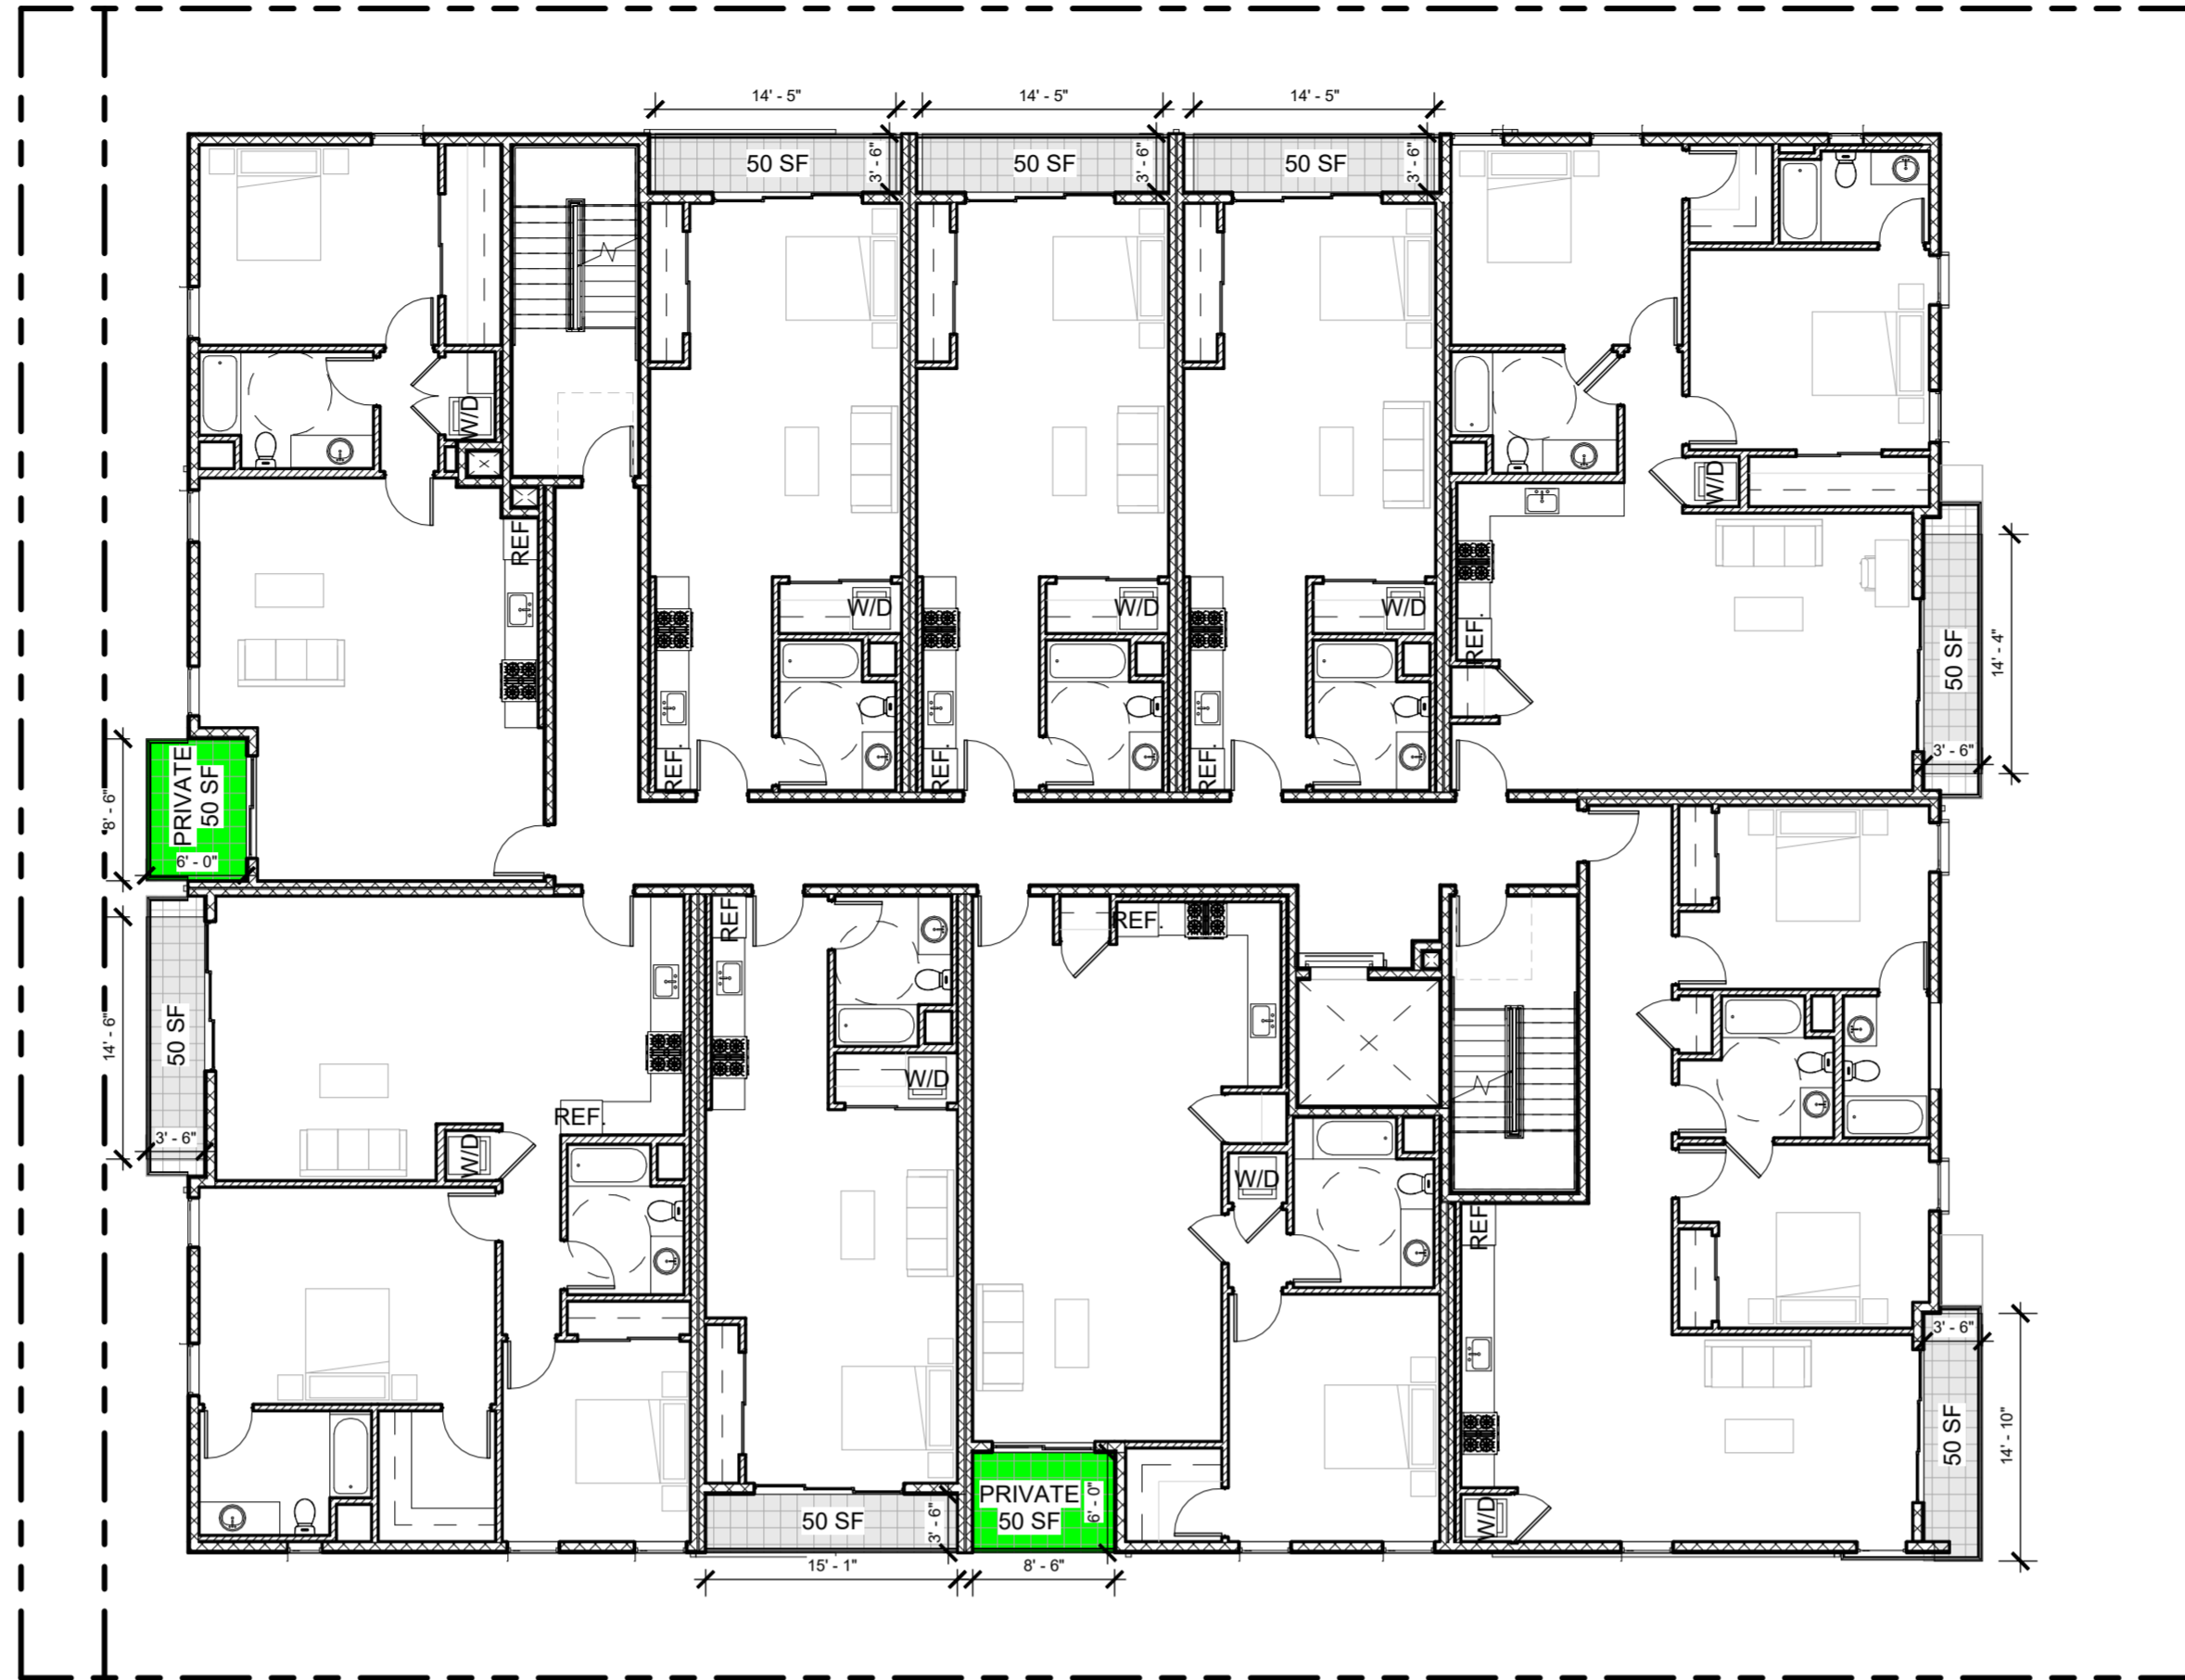 14' - 5"
14' - 5"
14' - 5"
50 SF
3' - 6"
50 SF
3' - 6"
50 SF
3' - 6"
W/D
W/D
REF
W/D
W/D
W/D
REF.
50 SF
14' - 4"
3' - 6"
REF.
REF.
REF.
PRIVATE
50 SF
8' - 6"
6' - 0"
REF.
REF.
50 SF
14' - 6"
3' - 6"
W/D
REF.
W/D
W/D
REF.
3' - 6"
50 SF
14' - 10"
50 SF
3' - 6"
PRIVATE
50 SF
6' - 0"
W/D
15' - 1"
8' - 6"